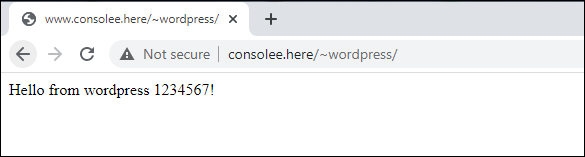 www.consolee.here/~wordpress/
Not secure
consolee.here/~wordpress/
Hello from wordpress 1234567!